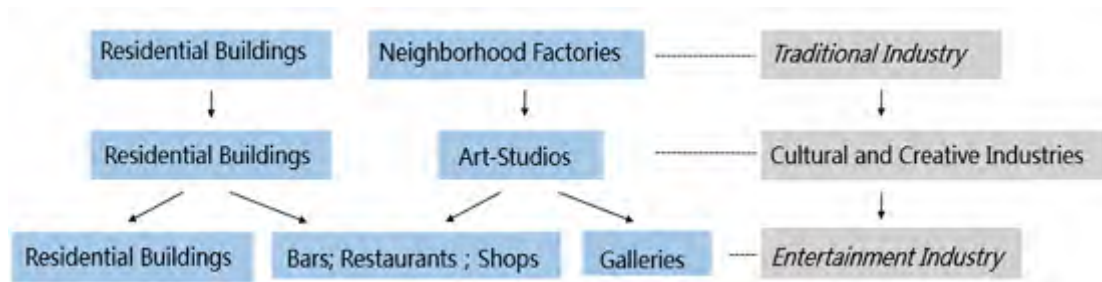 Residential Buildings
Neighborhood Factories
Traditional Industry
Residential Buildings
Art-Studios
Cultural and Creative Industries
Residential Buildings
Bars; Restaurants ; Shops
Galleries
Entertainment Industry